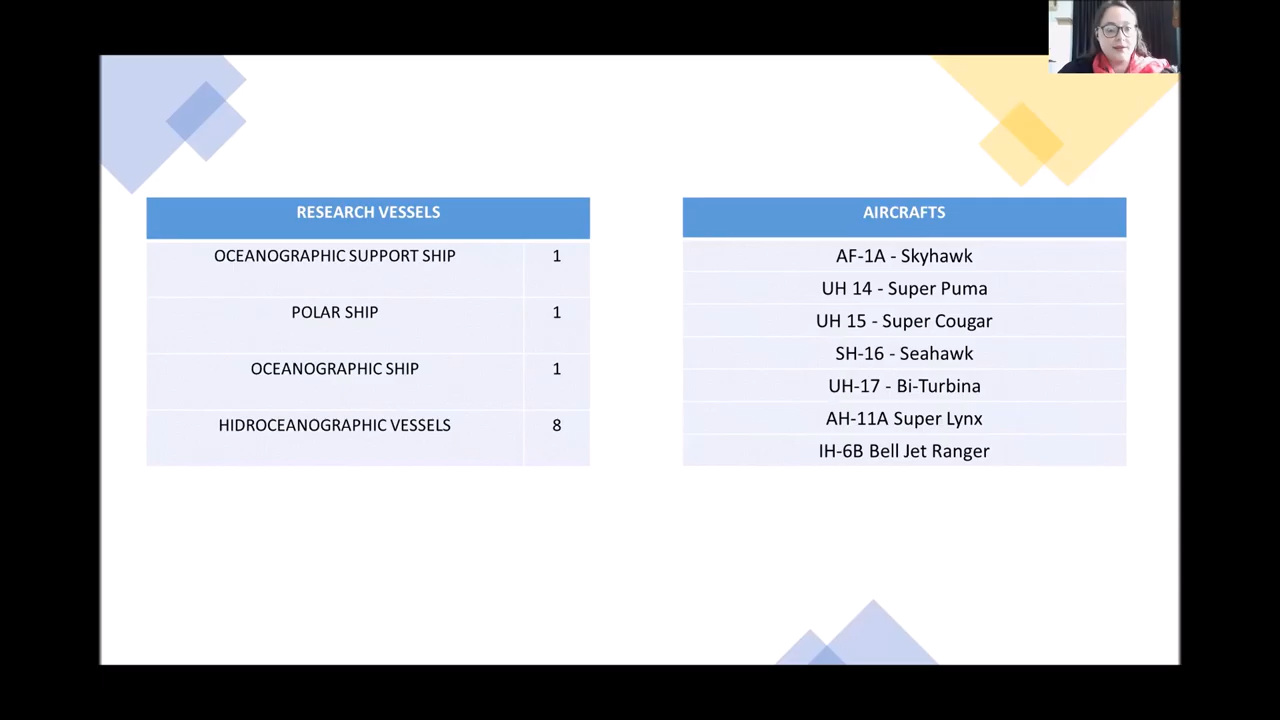 RESEARCH VESSELS
OCEANOGRAPHIC SUPPORT SHIP 1
POLAR SHIP 1
OCEANOGRAPHIC SHIP 1
HIDROCEANOGRAPHIC VESSELS 8
AIRCRAFTS
AF-1A - Skyhawk
UH 14 - Super Puma
UH 15 - Super Cougar
SH-16 - Seahawk
UH-17 - Bi-Turbina
AH-11A Super Lynx
IH-6B Bell Jet Ranger